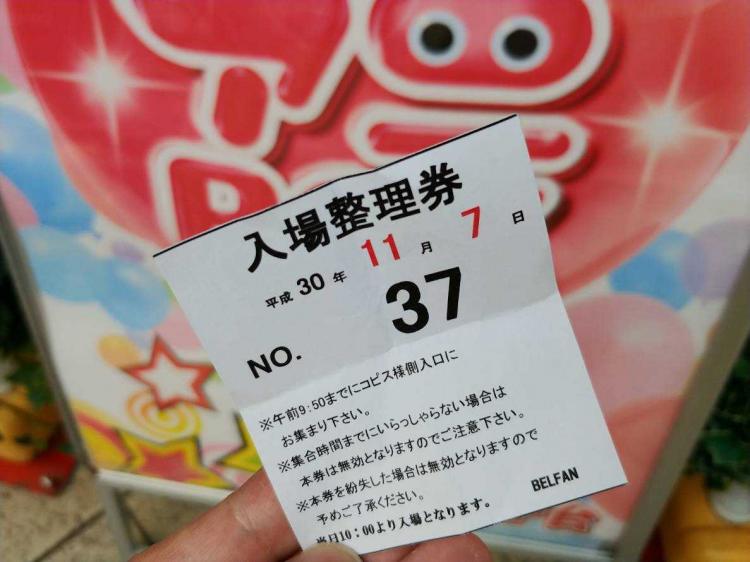 入場整理券
平成 30 年 11 月 7 日
NO. 37
※午前9:50までにコピス様側入口に
お集まり下さい。
※集合時間までにいらっしゃらない場合は
本券は無効となりますのでご注意下さい。
※本券を紛失した場合は無効となりますので
予めご了承ください。
当日10:00より入場となります。
BELFAN
台